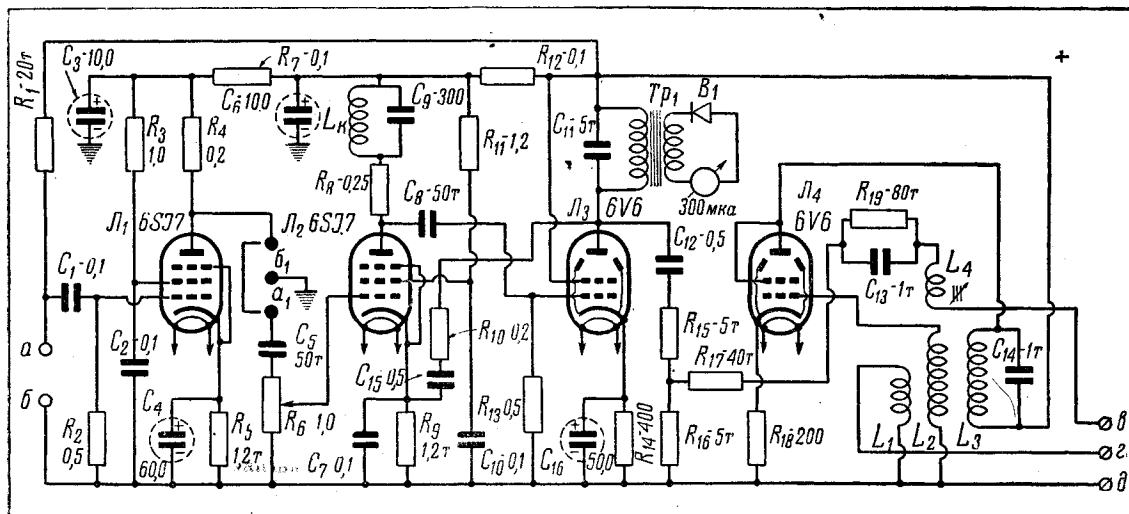 R₁-20т
C₃-10,0
R₇-0,1
C₆-10,0
R₃
1,0
R₄
0,2
Lк
C₉-300
R₁₂-0,1
R₁₁-1,2
R₈-0,25
C₈-50т
C₁₁-5т
Тр₁
В₁
300мка
+
Л₁ 6SJ7
Л₂ 6SJ7
Л₃
6V6
Л₄
6V6
R₁₉-80т
C₁₃-1т
L₄
C₁-0,1
б₁
а₁
C₂-0,1
C₅
50т
R₁₀-0,2
C₁₅-0,5
C₁₂-0,5
R₁₅-5т
R₁₇-40т
C₁₄-1т
а
б
R₂
0,5
C₄
60,0
R₅
1,2т
R₆ 1,0
C₇-0,1
R₉
1,2т
R₁₃-0,5
C₁₀-0,1
C₁₆
-50,0
R₁₄-400
R₁₆-5т
R₁₈-200
L₁
L₂
L₃
в
г
д